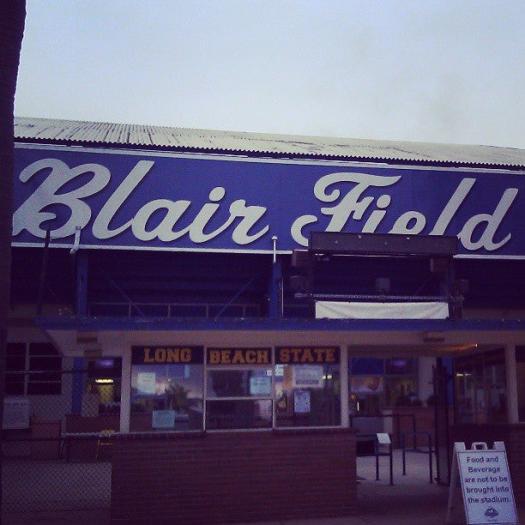 Blair Field
LONG BEACH STATE
Food and
Beverage
are not to be
brought into
the stadium.